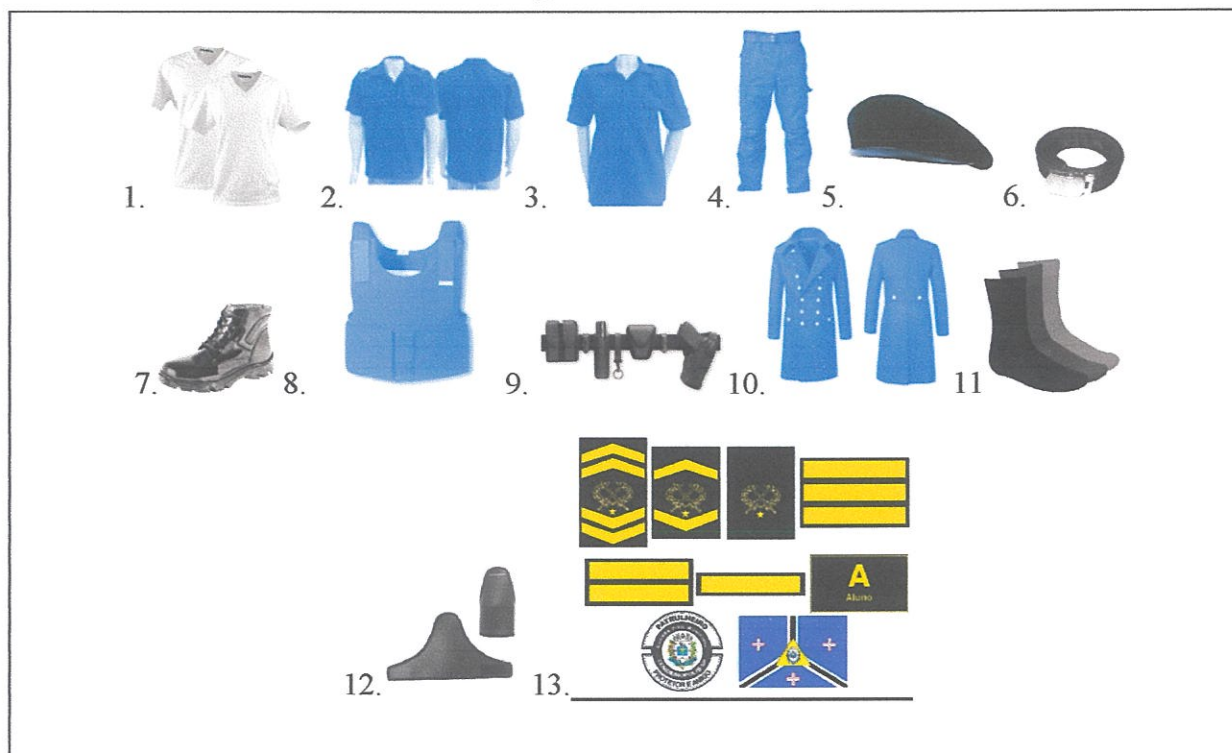 1. 2. 3. 4. 5. 6.
7. 8. 9. 10. 11
12. 13.
A
Aluno
PATRULHEIRO
PROTETOR E AMIGO